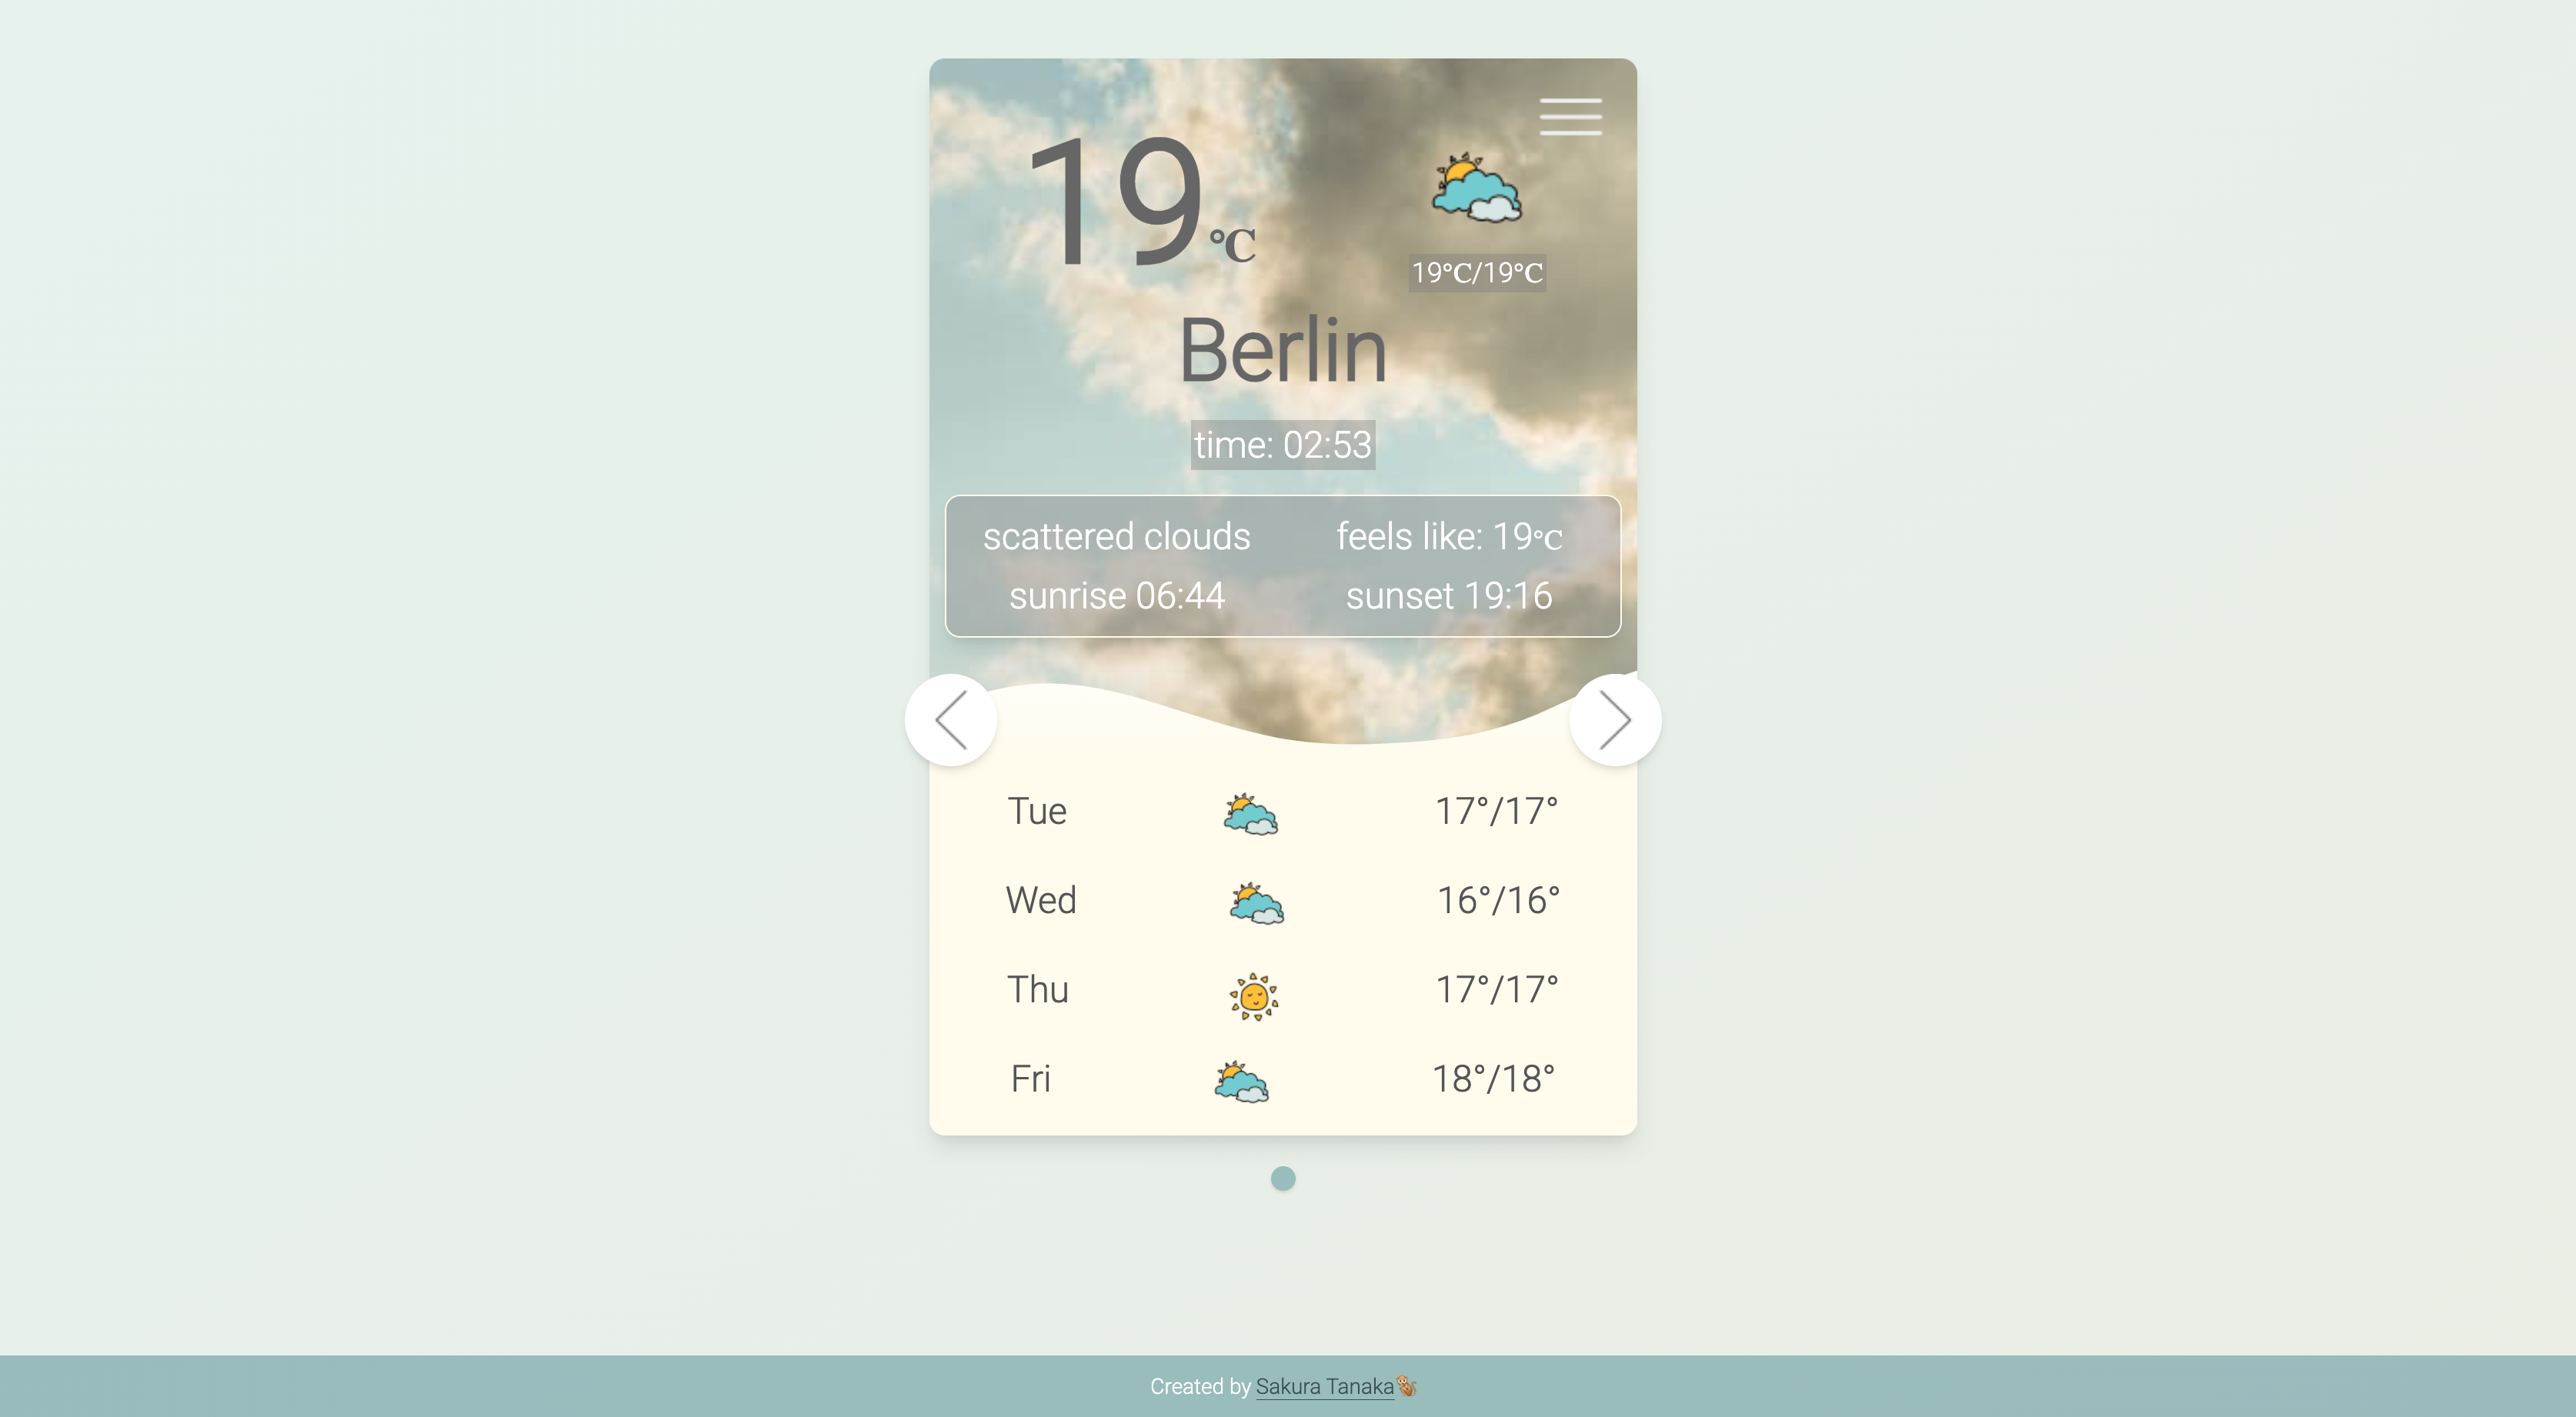 19℃
19℃/19℃
Berlin
time: 02:53
scattered clouds feels like: 19℃
sunrise 06:44 sunset 19:16
Tue 17°/17°
Wed 16°/16°
Thu 17°/17°
Fri 18°/18°
Created by Sakura Tanaka🐒